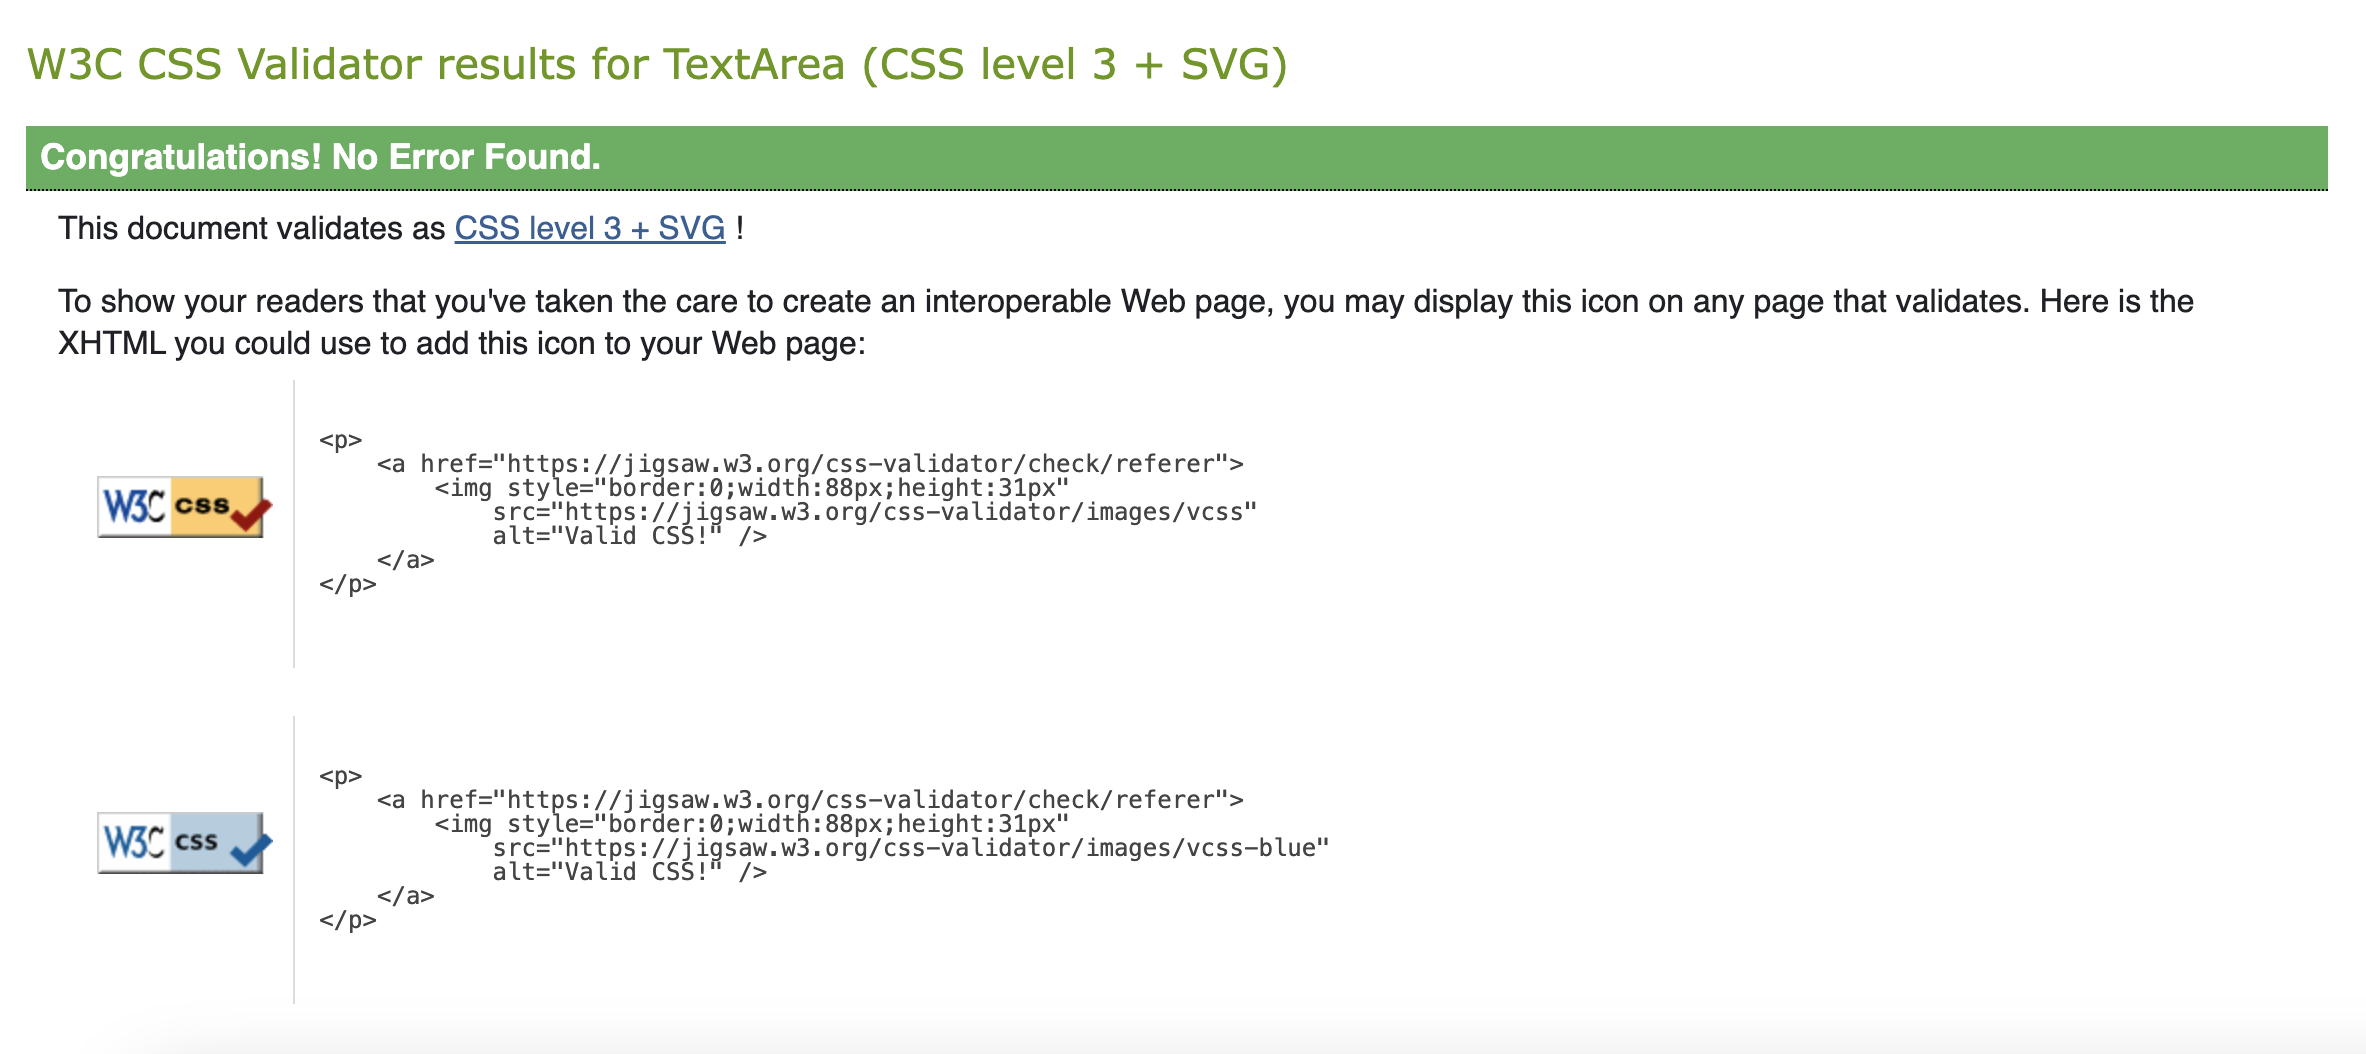 W3C CSS Validator results for TextArea (CSS level 3 + SVG)
Congratulations! No Error Found.
This document validates as CSS level 3 + SVG !
To show your readers that you've taken the care to create an interoperable Web page, you may display this icon on any page that validates. Here is the
XHTML you could use to add this icon to your Web page:
W3C css
<p>
    <a href="https://jigsaw.w3.org/css-validator/check/referer">
        <img style="border:0;width:88px;height:31px"
            src="https://jigsaw.w3.org/css-validator/images/vcss"
            alt="Valid CSS!" />
    </a>
</p>
W3C css
<p>
    <a href="https://jigsaw.w3.org/css-validator/check/referer">
        <img style="border:0;width:88px;height:31px"
            src="https://jigsaw.w3.org/css-validator/images/vcss-blue"
            alt="Valid CSS!" />
    </a>
</p>